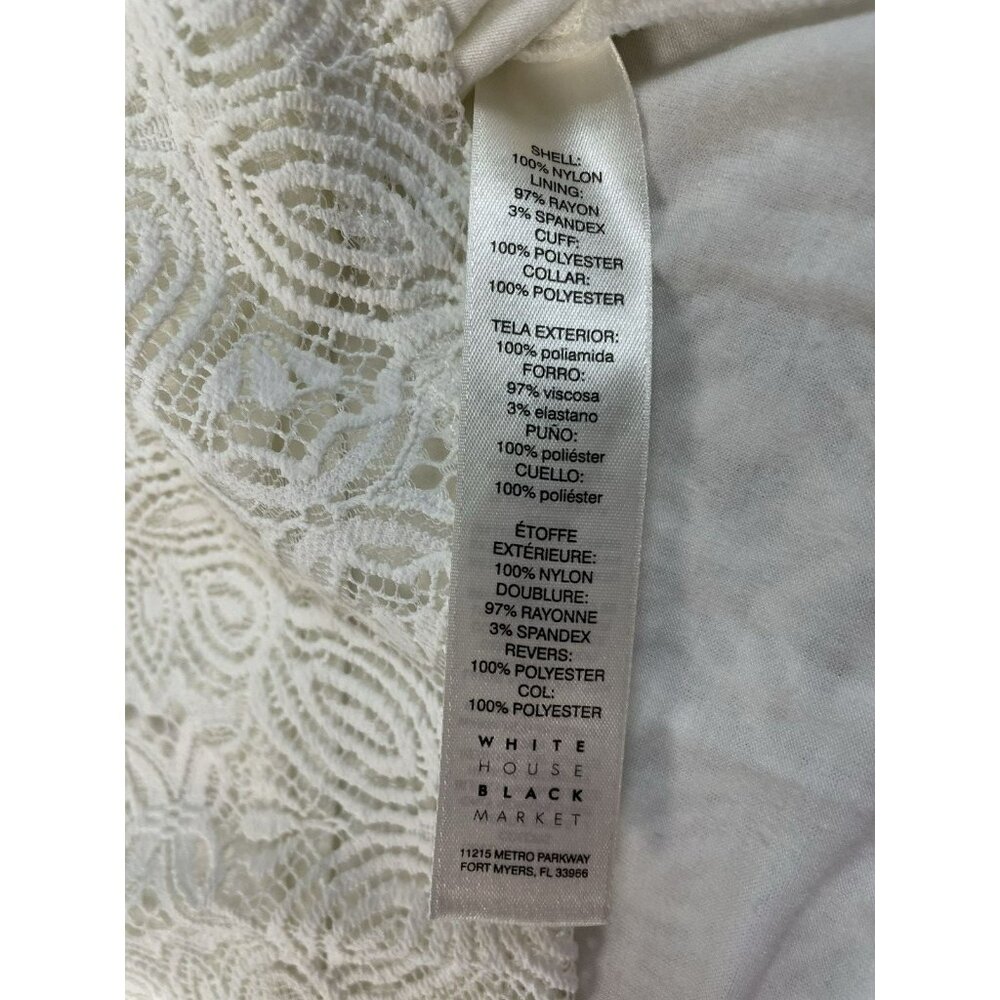 SHELL:
100% NYLON
LINING:
97% RAYON
3% SPANDEX
CUFF:
100% POLYESTER
COLLAR:
100% POLYESTER
TELA EXTERIOR:
100% poliamida
FORRO:
97% viscosa
3% elastano
PUÑO:
100% poliéster
CUELLO:
100% poliéster
ÉTOFFE
EXTÉRIEURE:
100% NYLON
DOUBLURE:
97% RAYONNE
3% SPANDEX
REVERS:
100% POLYESTER
COL:
100% POLYESTER
WHITE
HOUSE
BLACK
MARKET
11215 METRO PARKWAY
FORT MYERS, FL 33966